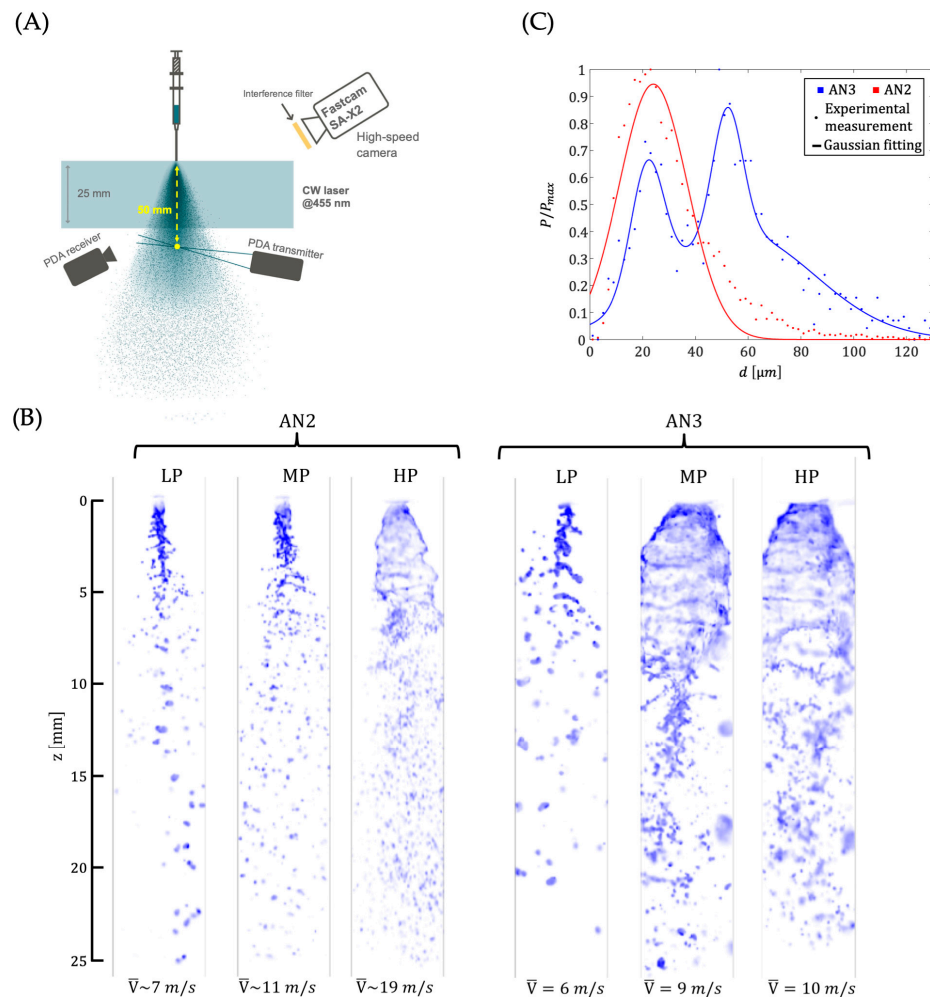 (A)
Interference filter
Fastcam
SA-X2
High-speed
camera
25 mm
50 mm
CW laser
@455 nm
PDA receiver
PDA transmitter
(C)
1
0.9
0.8
0.7
0.6
0.5
0.4
0.3
0.2
0.1
0
P/Pmax
AN3 AN2
Experimental
measurement
Gaussian fitting
0 20 40 60 80 100 120
d [µm]
(B)
AN2 AN3
LP MP HP LP MP HP
0
5
10
15
20
25
z [mm]
V̅~7 m/s V̅~11 m/s V̅~19 m/s V̅ = 6 m/s V̅ = 9 m/s V̅ = 10 m/s